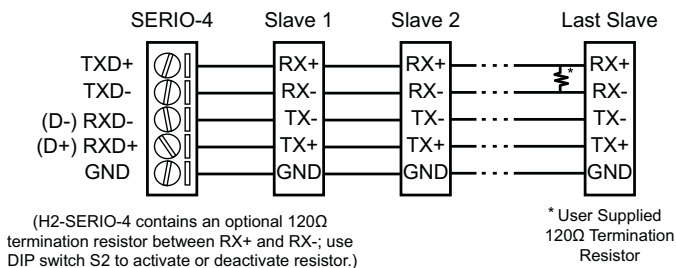 SERIO-4 Slave 1 Slave 2 Last Slave
TXD+ RX+ RX+ * RX+
TXD- RX- RX- RX-
(D-) RXD- TX- TX- TX-
(D+) RXD+ TX+ TX+ TX+
GND GND GND GND
(H2-SERIO-4 contains an optional 120Ω
termination resistor between RX+ and RX-; use
DIP switch S2 to activate or deactivate resistor.)
* User Supplied
120Ω Termination
Resistor